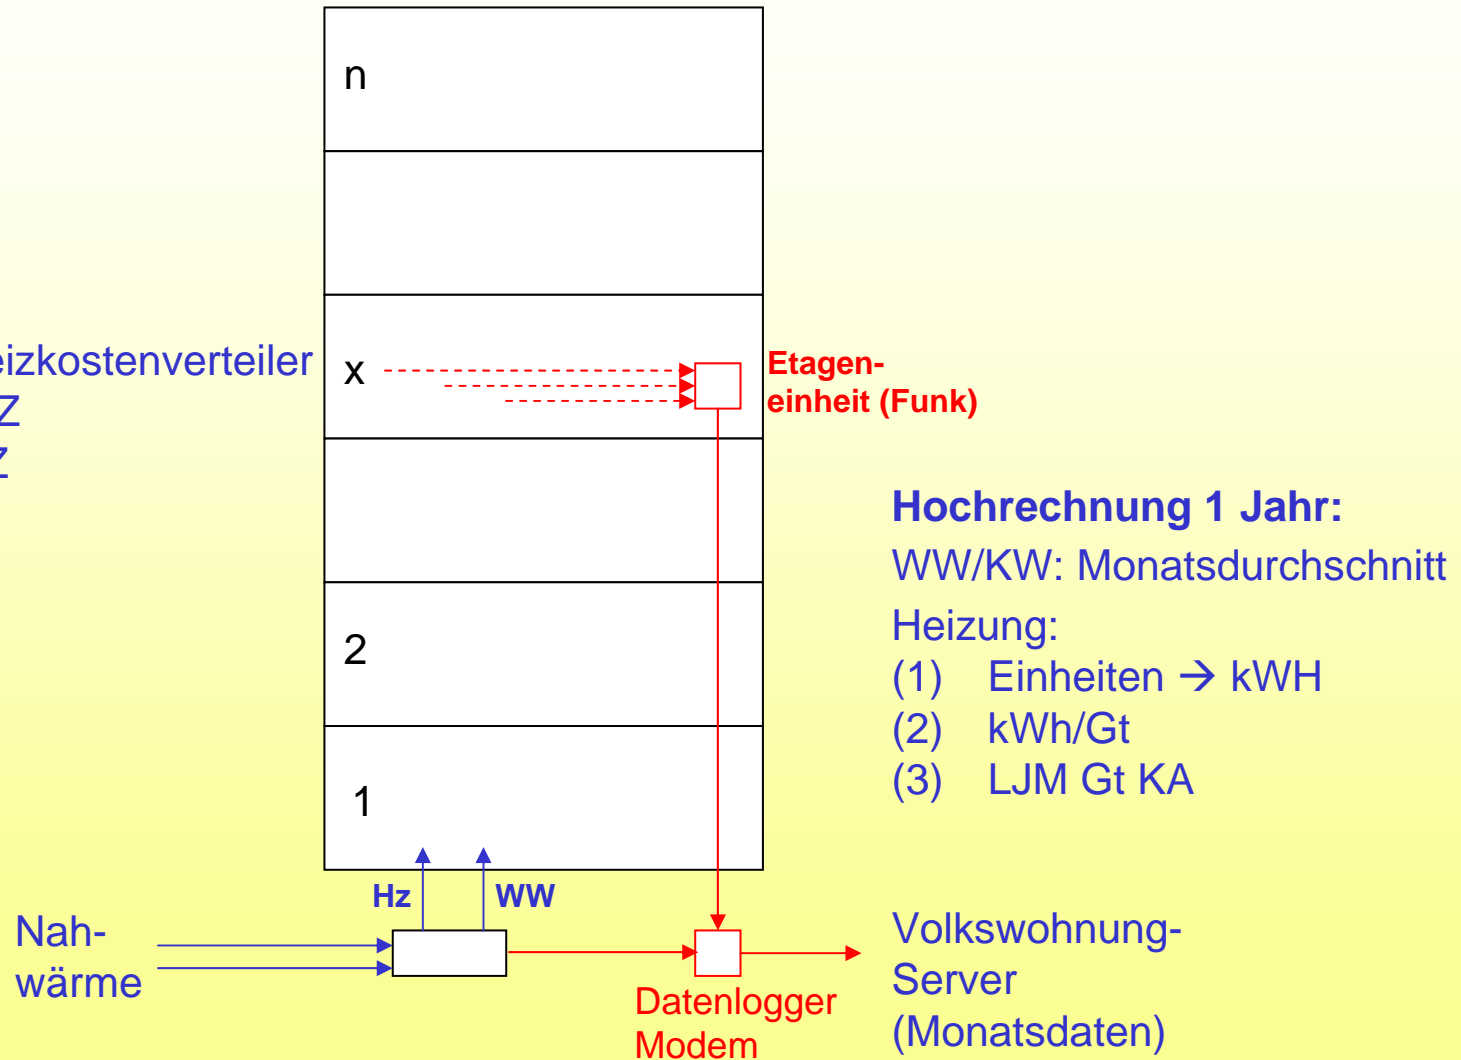 n
eizkostenverteiler
Z
Z
x
Etagen-
einheit (Funk)
Hochrechnung 1 Jahr:
WW/KW: Monatsdurchschnitt
Heizung:
(1) Einheiten → kWH
(2) kWh/Gt
(3) LJM Gt KA
2
1
Hz
WW
Nah-
wärme
Datenlogger
Modem
Volkswohnung-
Server
(Monatsdaten)